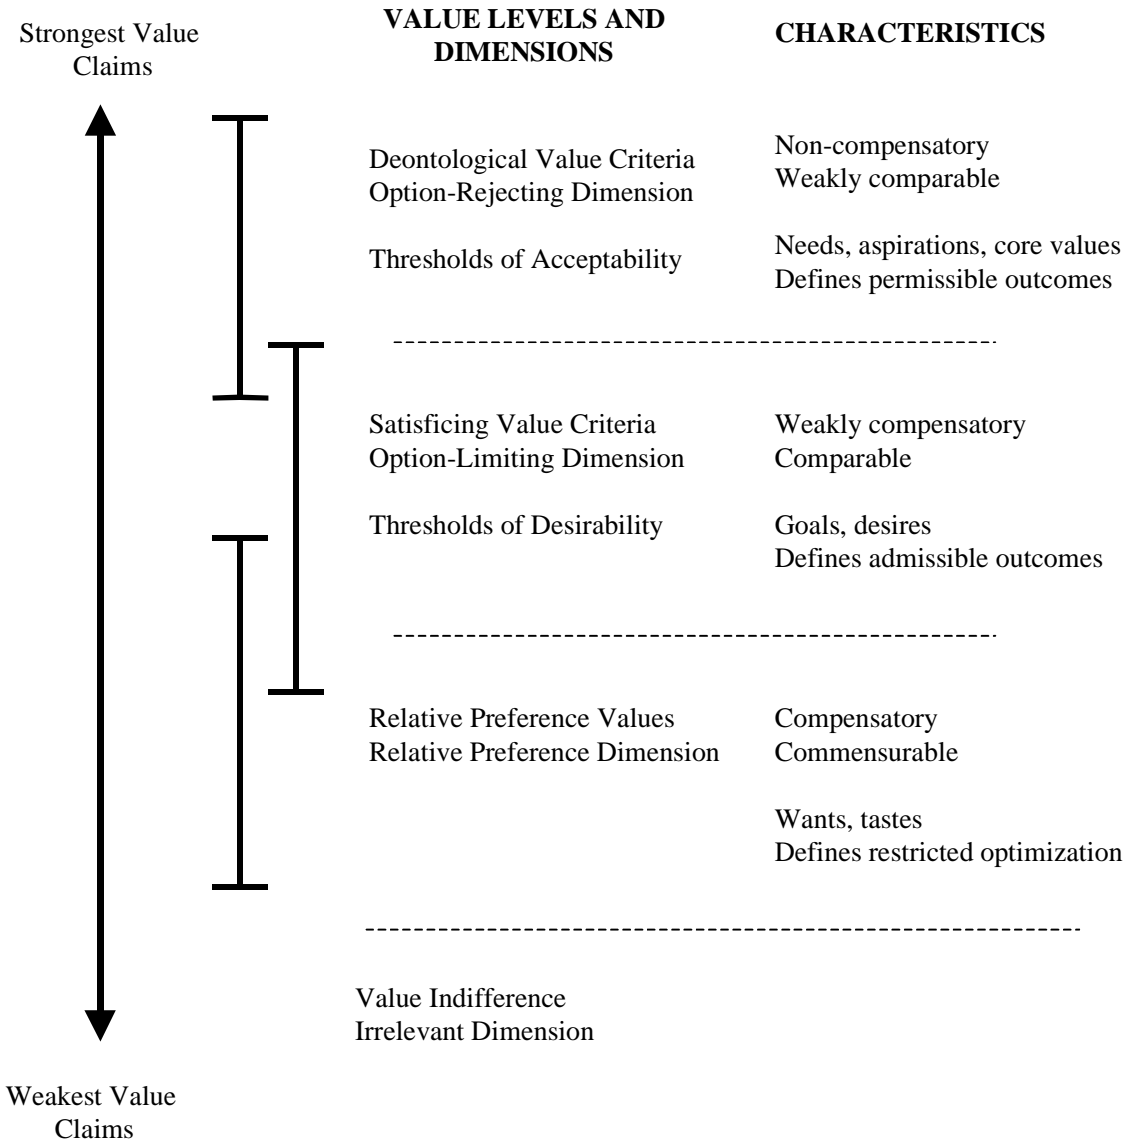 Strongest Value
Claims
VALUE LEVELS AND
DIMENSIONS
CHARACTERISTICS
Deontological Value Criteria
Option-Rejecting Dimension
Non-compensatory
Weakly comparable
Thresholds of Acceptability
Needs, aspirations, core values
Defines permissible outcomes
Satisficing Value Criteria
Option-Limiting Dimension
Weakly compensatory
Comparable
Thresholds of Desirability
Goals, desires
Defines admissible outcomes
Relative Preference Values
Relative Preference Dimension
Compensatory
Commensurable
Wants, tastes
Defines restricted optimization
Value Indifference
Irrelevant Dimension
Weakest Value
Claims